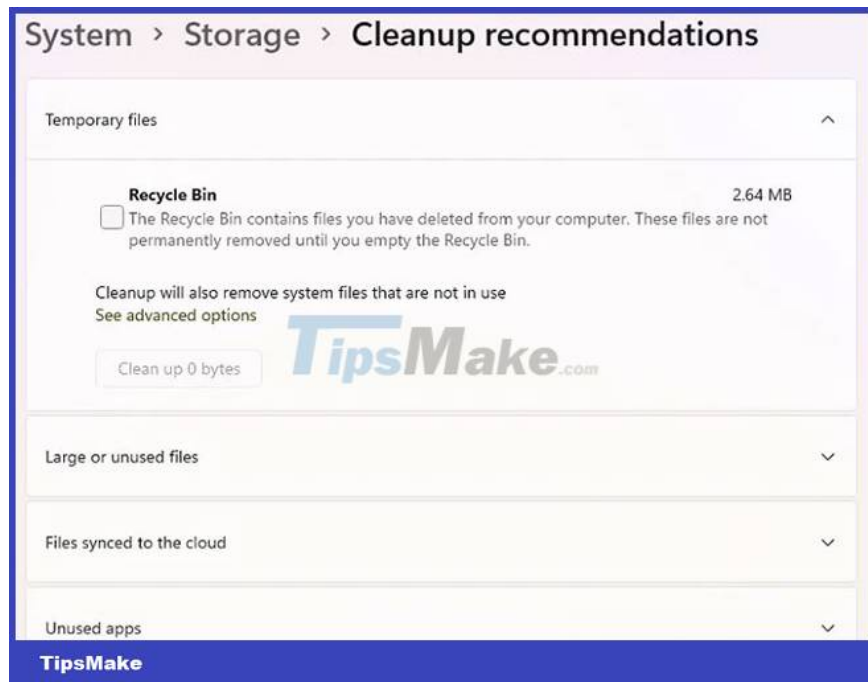 System > Storage > Cleanup recommendations
Temporary files
Recycle Bin 2.64 MB
The Recycle Bin contains files you have deleted from your computer. These files are not
permanently removed until you empty the Recycle Bin.
Cleanup will also remove system files that are not in use
See advanced options
TipsMake.com
Clean up 0 bytes
Large or unused files
Files synced to the cloud
Unused apps
TipsMake